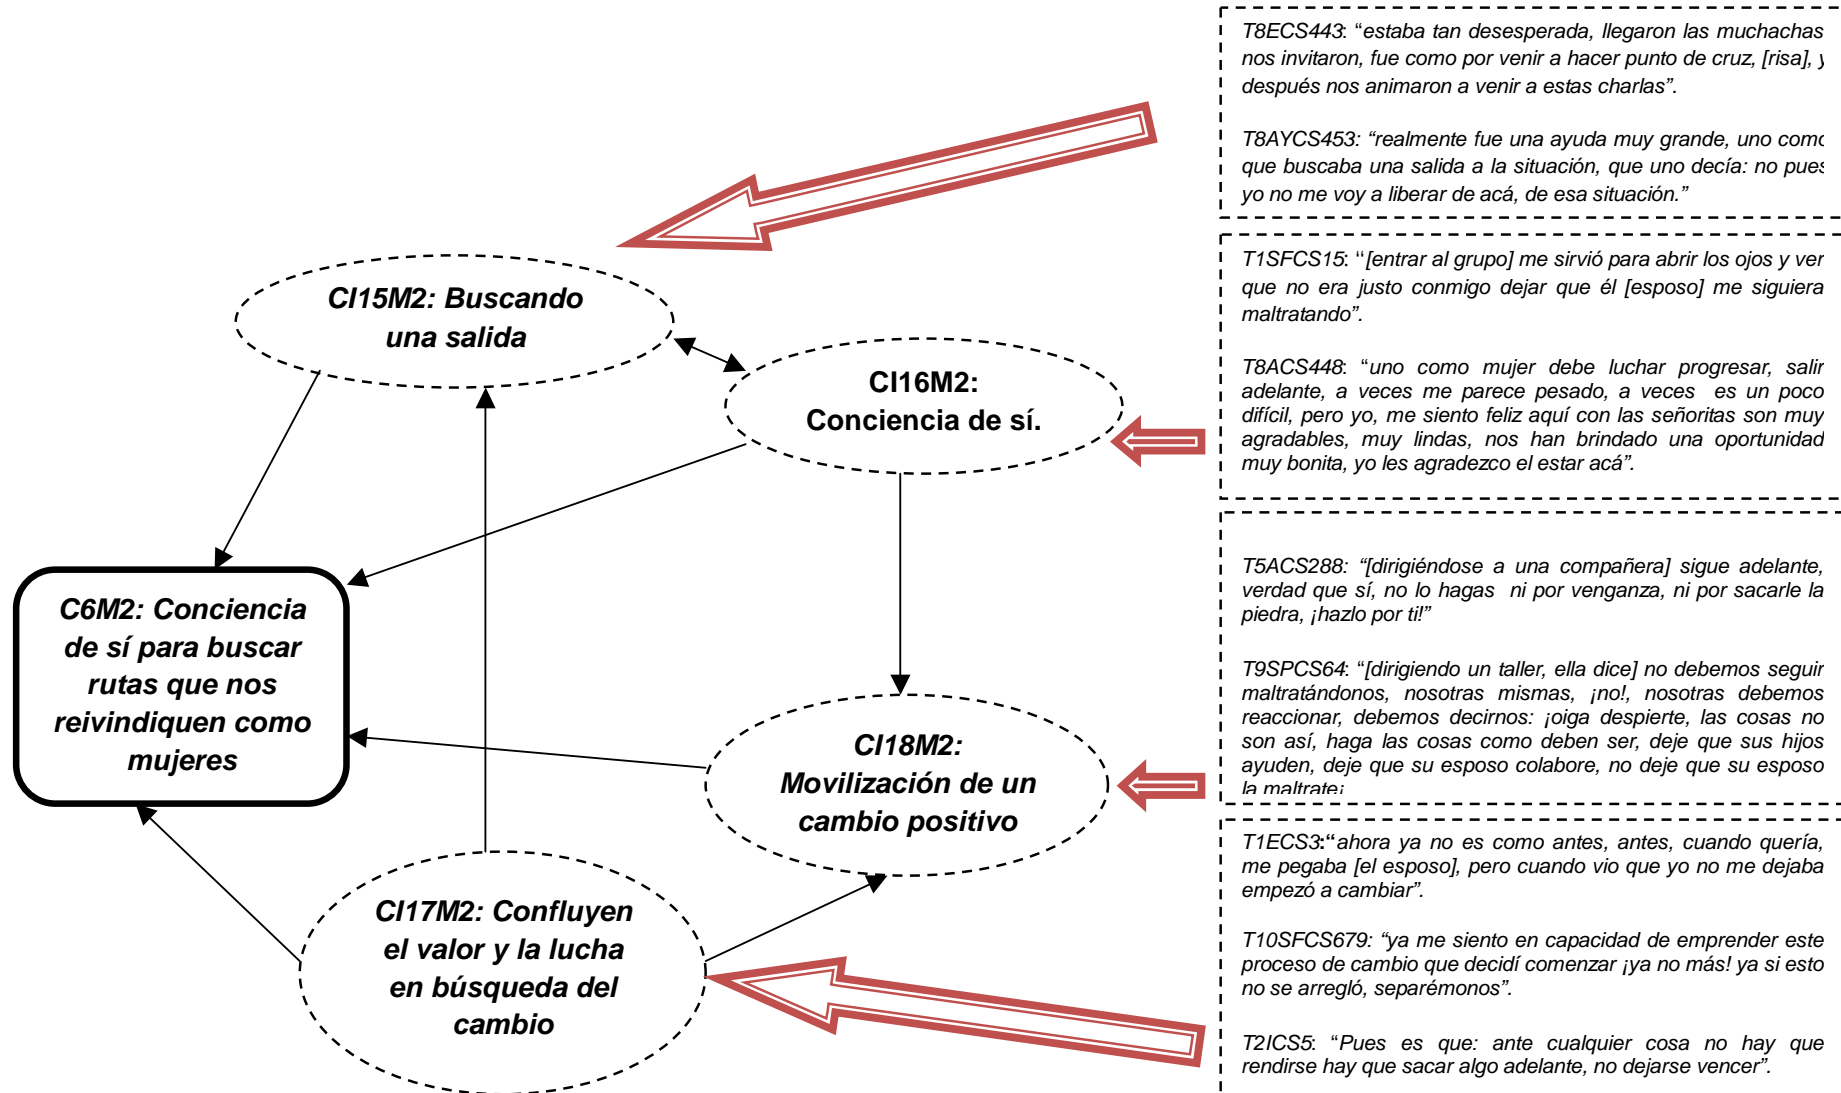 T8ECS443: “estaba tan desesperada, llegaron las muchachas
nos invitaron, fue como por venir a hacer punto de cruz, [risa], y
después nos animaron a venir a estas charlas”.
T8AYCS453: “realmente fue una ayuda muy grande, uno como
que buscaba una salida a la situación, que uno decía: no pues
yo no me voy a liberar de acá, de esa situación.”
T1SFCS15: “[entrar al grupo] me sirvió para abrir los ojos y ver
que no era justo conmigo dejar que él [esposo] me siguiera
maltratando”.
T8ACS448: “uno como mujer debe luchar progresar, salir
adelante, a veces me parece pesado, a veces es un poco
difícil, pero yo, me siento feliz aquí con las señoritas son muy
agradables, muy lindas, nos han brindado una oportunidad
muy bonita, yo les agradezco el estar acá”.
T5ACS288: “[dirigiéndose a una compañera] sigue adelante,
verdad que sí, no lo hagas ni por venganza, ni por sacarle la
piedra, ¡hazlo por ti!”
T9SPCS64: “[dirigiendo un taller, ella dice] no debemos seguir
maltratándonos, nosotras mismas, ¡no!, nosotras debemos
reaccionar, debemos decirnos: ¡oiga despierte, las cosas no
son así, haga las cosas como deben ser, deje que sus hijos
ayuden, deje que su esposo colabore, no deje que su esposo
la maltrate¡
T1ECS3:“ahora ya no es como antes, antes, cuando quería,
me pegaba [el esposo], pero cuando vio que yo no me dejaba
empezó a cambiar”.
T10SFCS679: “ya me siento en capacidad de emprender este
proceso de cambio que decidí comenzar ¡ya no más! ya si esto
no se arregló, separémonos”.
T2ICS5: “Pues es que: ante cualquier cosa no hay que
rendirse hay que sacar algo adelante, no dejarse vencer”.
CI15M2: Buscando
una salida
CI16M2:
Conciencia de sí.
C6M2: Conciencia
de sí para buscar
rutas que nos
reivindiquen como
mujeres
CI18M2:
Movilización de un
cambio positivo
CI17M2: Confluyen
el valor y la lucha
en búsqueda del
cambio